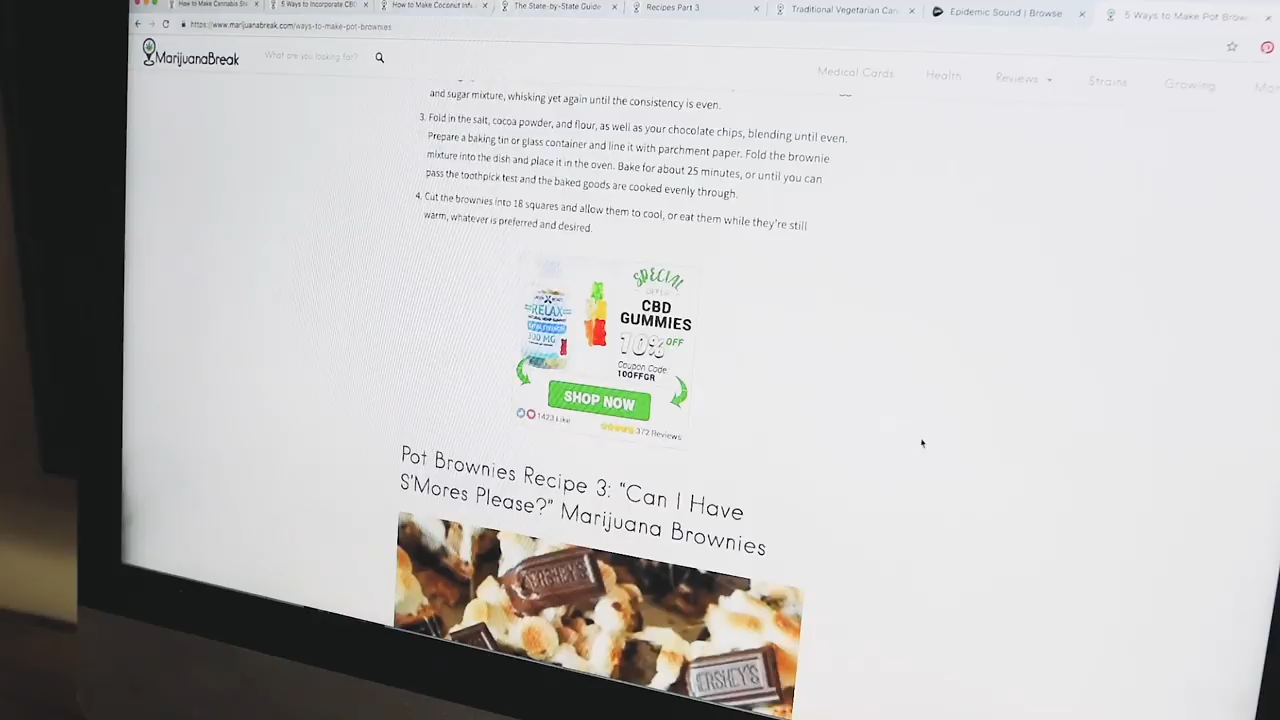 How to Make Cannabis
5 Ways to Incorporate CBD
How to Make Coconut Inf
The State-by-State Guide
Recipes Part 3
Traditional Vegetarian Can
Epidemic Sound | Browse
5 Ways to Make Pot Brow
https://www.marijuanabreak.com/ways-to-make-pot-brownies
MarijuanaBreak
What are you looking for?
Medical Cards
Health
Reviews
Strains
Growing
and sugar mixture, whisking yet again until the consistency is even.
3. Fold in the salt, cocoa powder, and flour, as well as your chocolate chips, blending until even.
Prepare a baking tin or glass container and line it with parchment paper. Fold the brownie
mixture into the dish and place it in the oven. Bake for about 25 minutes, or until you can
pass the toothpick test and the baked goods are cooked evenly through.
4. Cut the brownies into 18 squares and allow them to cool, or eat them while they're still
warm, whatever is preferred and desired.
SPECIAL
OFFER
CBD
GUMMIES
10% OFF
Coupon Code:
10OFFGR
RELAX
300 MG
SHOP NOW
1423 Like
372 Reviews
Pot Brownies Recipe 3: “Can I Have
S'Mores Please?” Marijuana Brownies
HERSHEY'S
HERSHEY'S